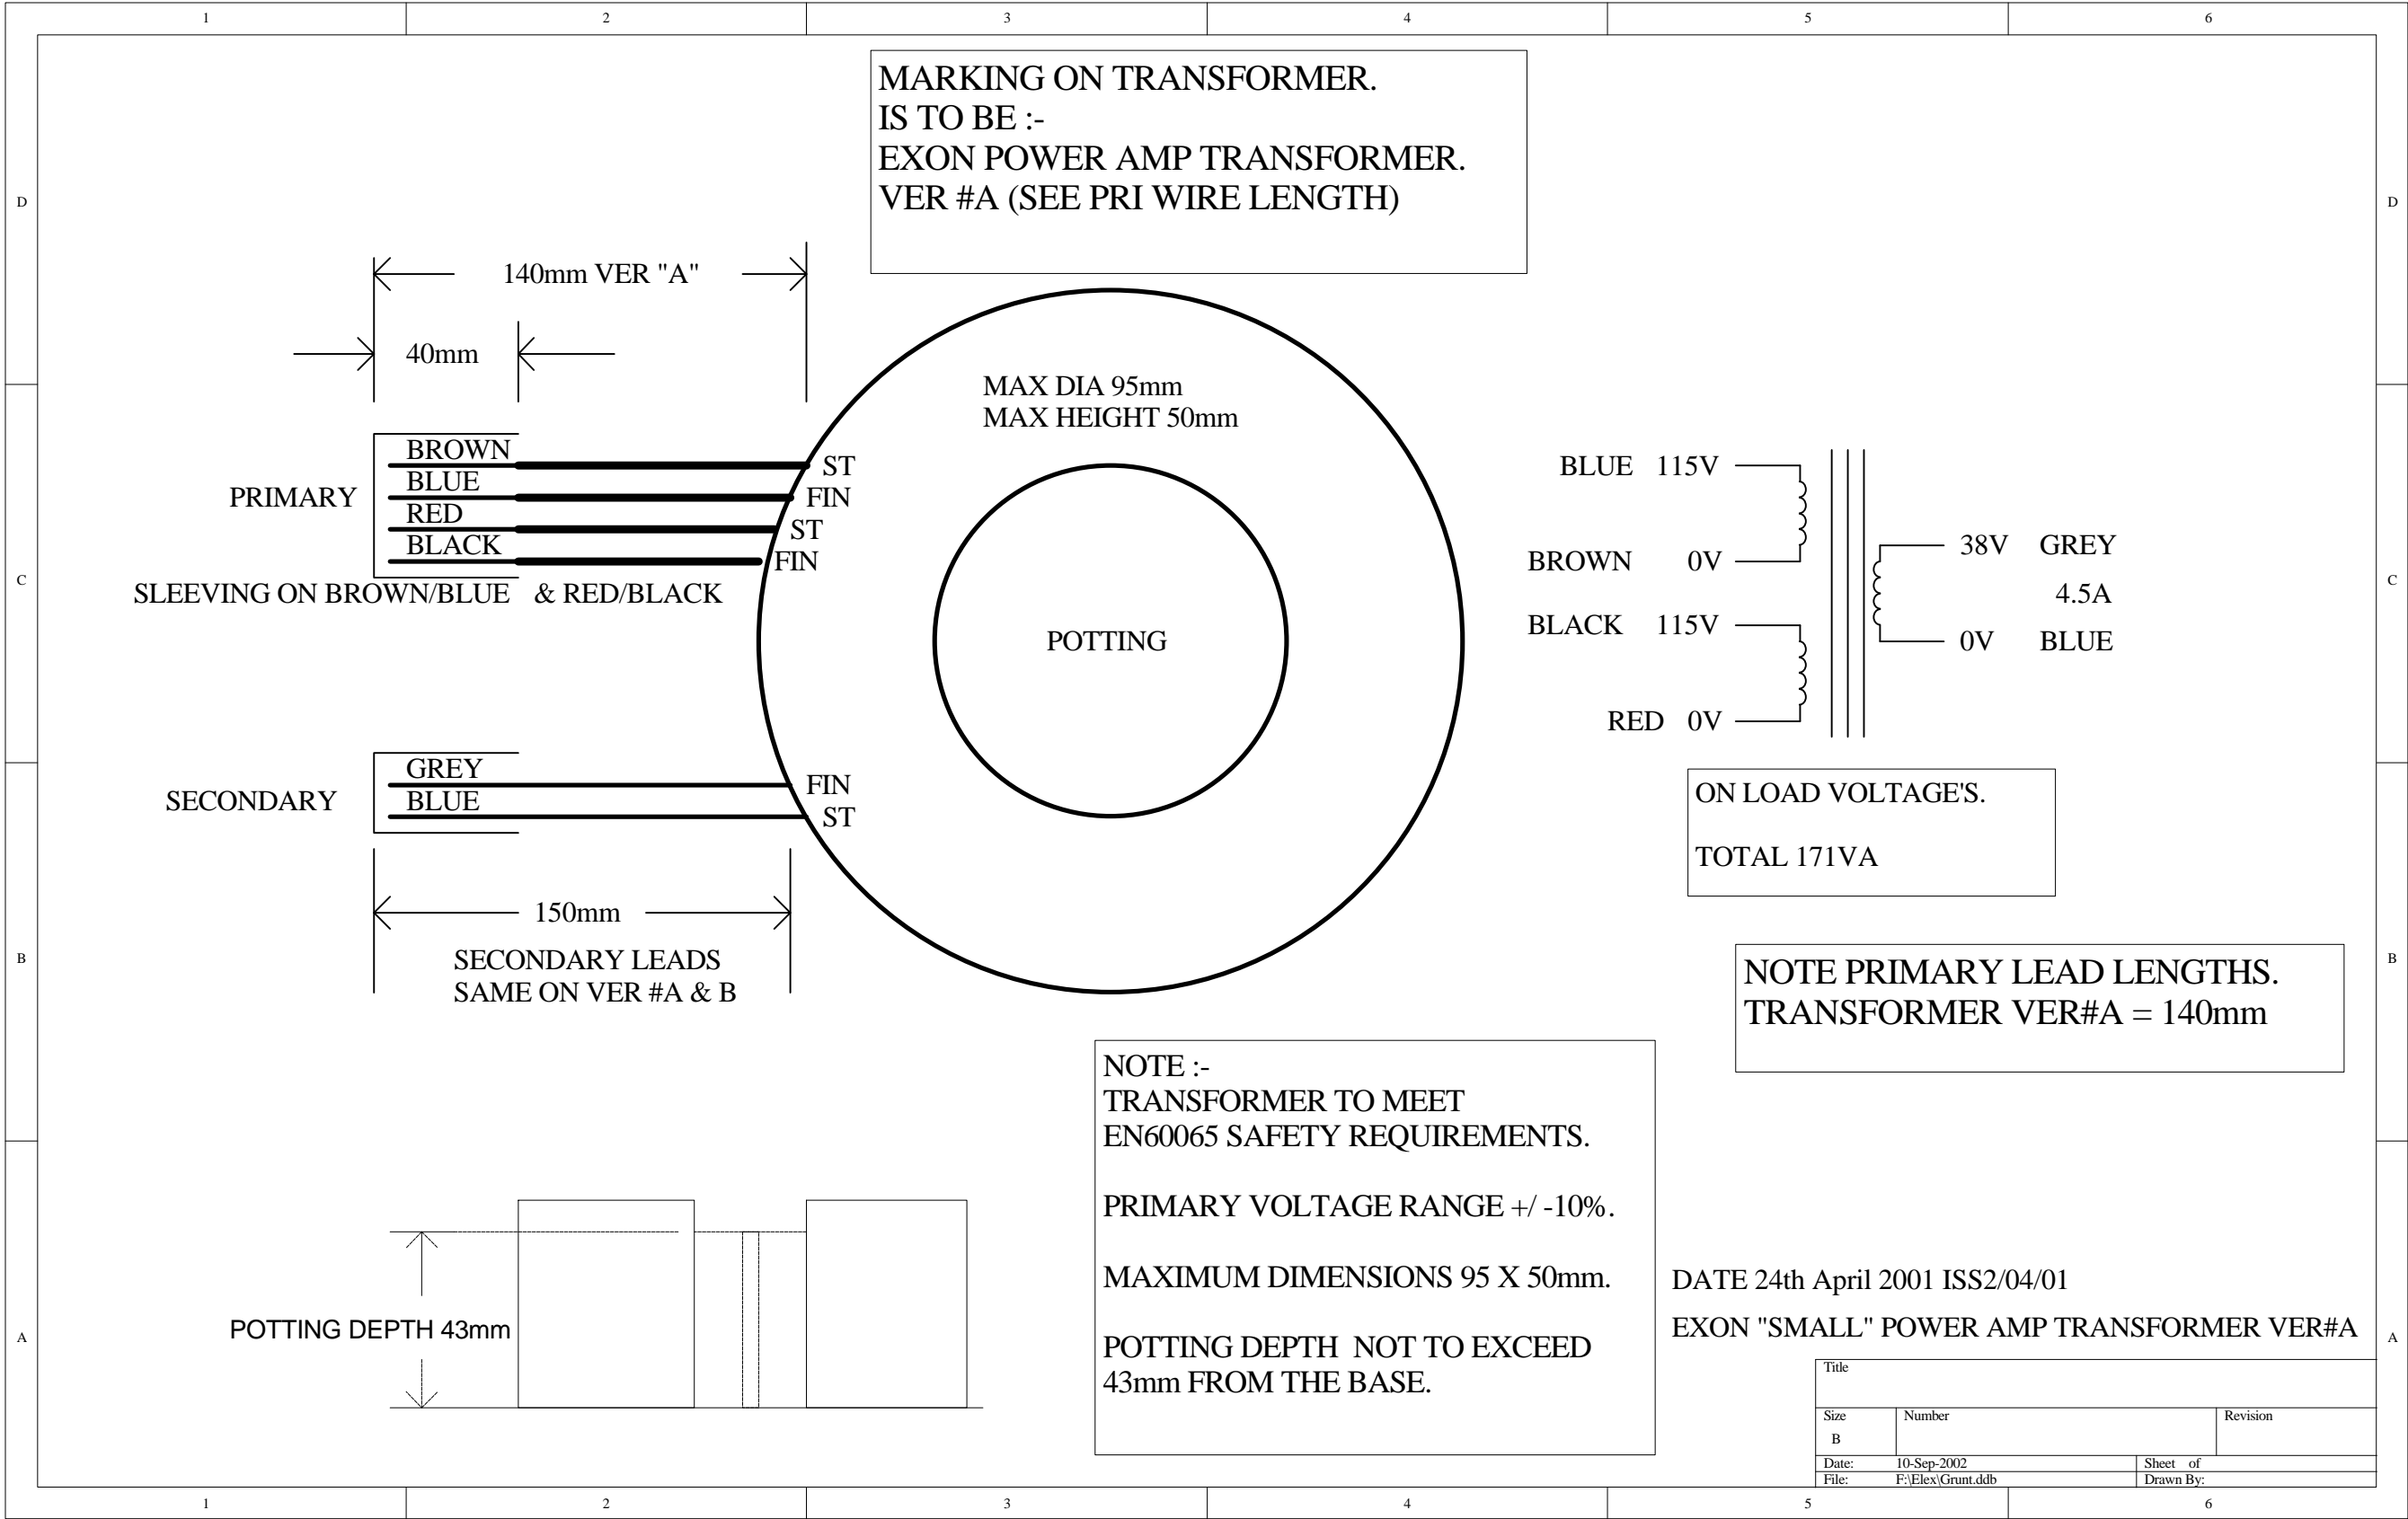 1 2 3 4 5 6
MARKING ON TRANSFORMER.
IS TO BE :-
EXON POWER AMP TRANSFORMER.
VER #A (SEE PRI WIRE LENGTH)
D D
140mm VER "A"
40mm
MAX DIA 95mm
MAX HEIGHT 50mm
BROWN ST
BLUE FIN
PRIMARY
RED ST
BLACK FIN
SLEEVING ON BROWN/BLUE & RED/BLACK
C C
POTTING
BLUE 115V
BROWN 0V
BLACK 115V
RED 0V
38V GREY
4.5A
0V BLUE
GREY FIN
SECONDARY
BLUE ST
150mm
SECONDARY LEADS
SAME ON VER #A & B
ON LOAD VOLTAGE'S.
TOTAL 171VA
B B
NOTE PRIMARY LEAD LENGTHS.
TRANSFORMER VER#A = 140mm
NOTE :-
TRANSFORMER TO MEET
EN60065 SAFETY REQUIREMENTS.
PRIMARY VOLTAGE RANGE +/ -10%.
MAXIMUM DIMENSIONS 95 X 50mm.
POTTING DEPTH NOT TO EXCEED
43mm FROM THE BASE.
POTTING DEPTH 43mm
A A
DATE 24th April 2001 ISS2/04/01
EXON "SMALL" POWER AMP TRANSFORMER VER#A
Title
Size Number Revision
B
Date: 10-Sep-2002 Sheet of
File: F:\Elex\Grunt.ddb Drawn By:
1 2 3 4 5 6